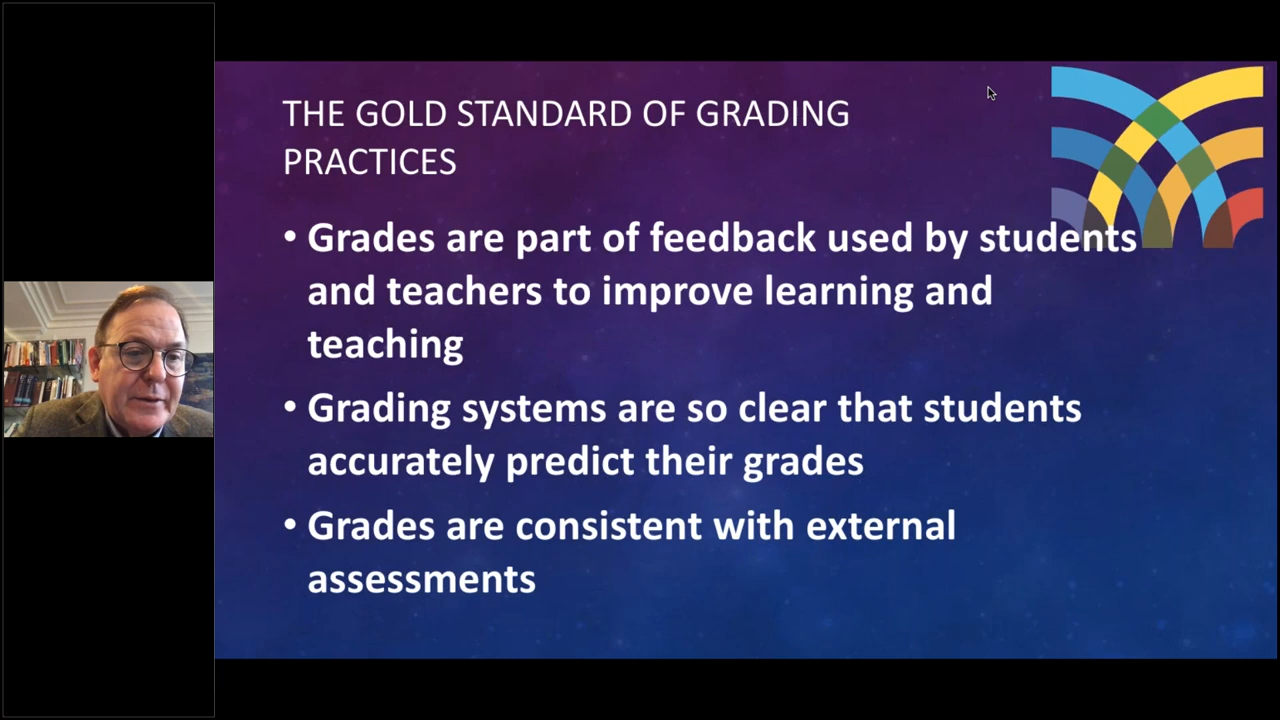 THE GOLD STANDARD OF GRADING
PRACTICES
• Grades are part of feedback used by students
and teachers to improve learning and
teaching
• Grading systems are so clear that students
accurately predict their grades
• Grades are consistent with external
assessments